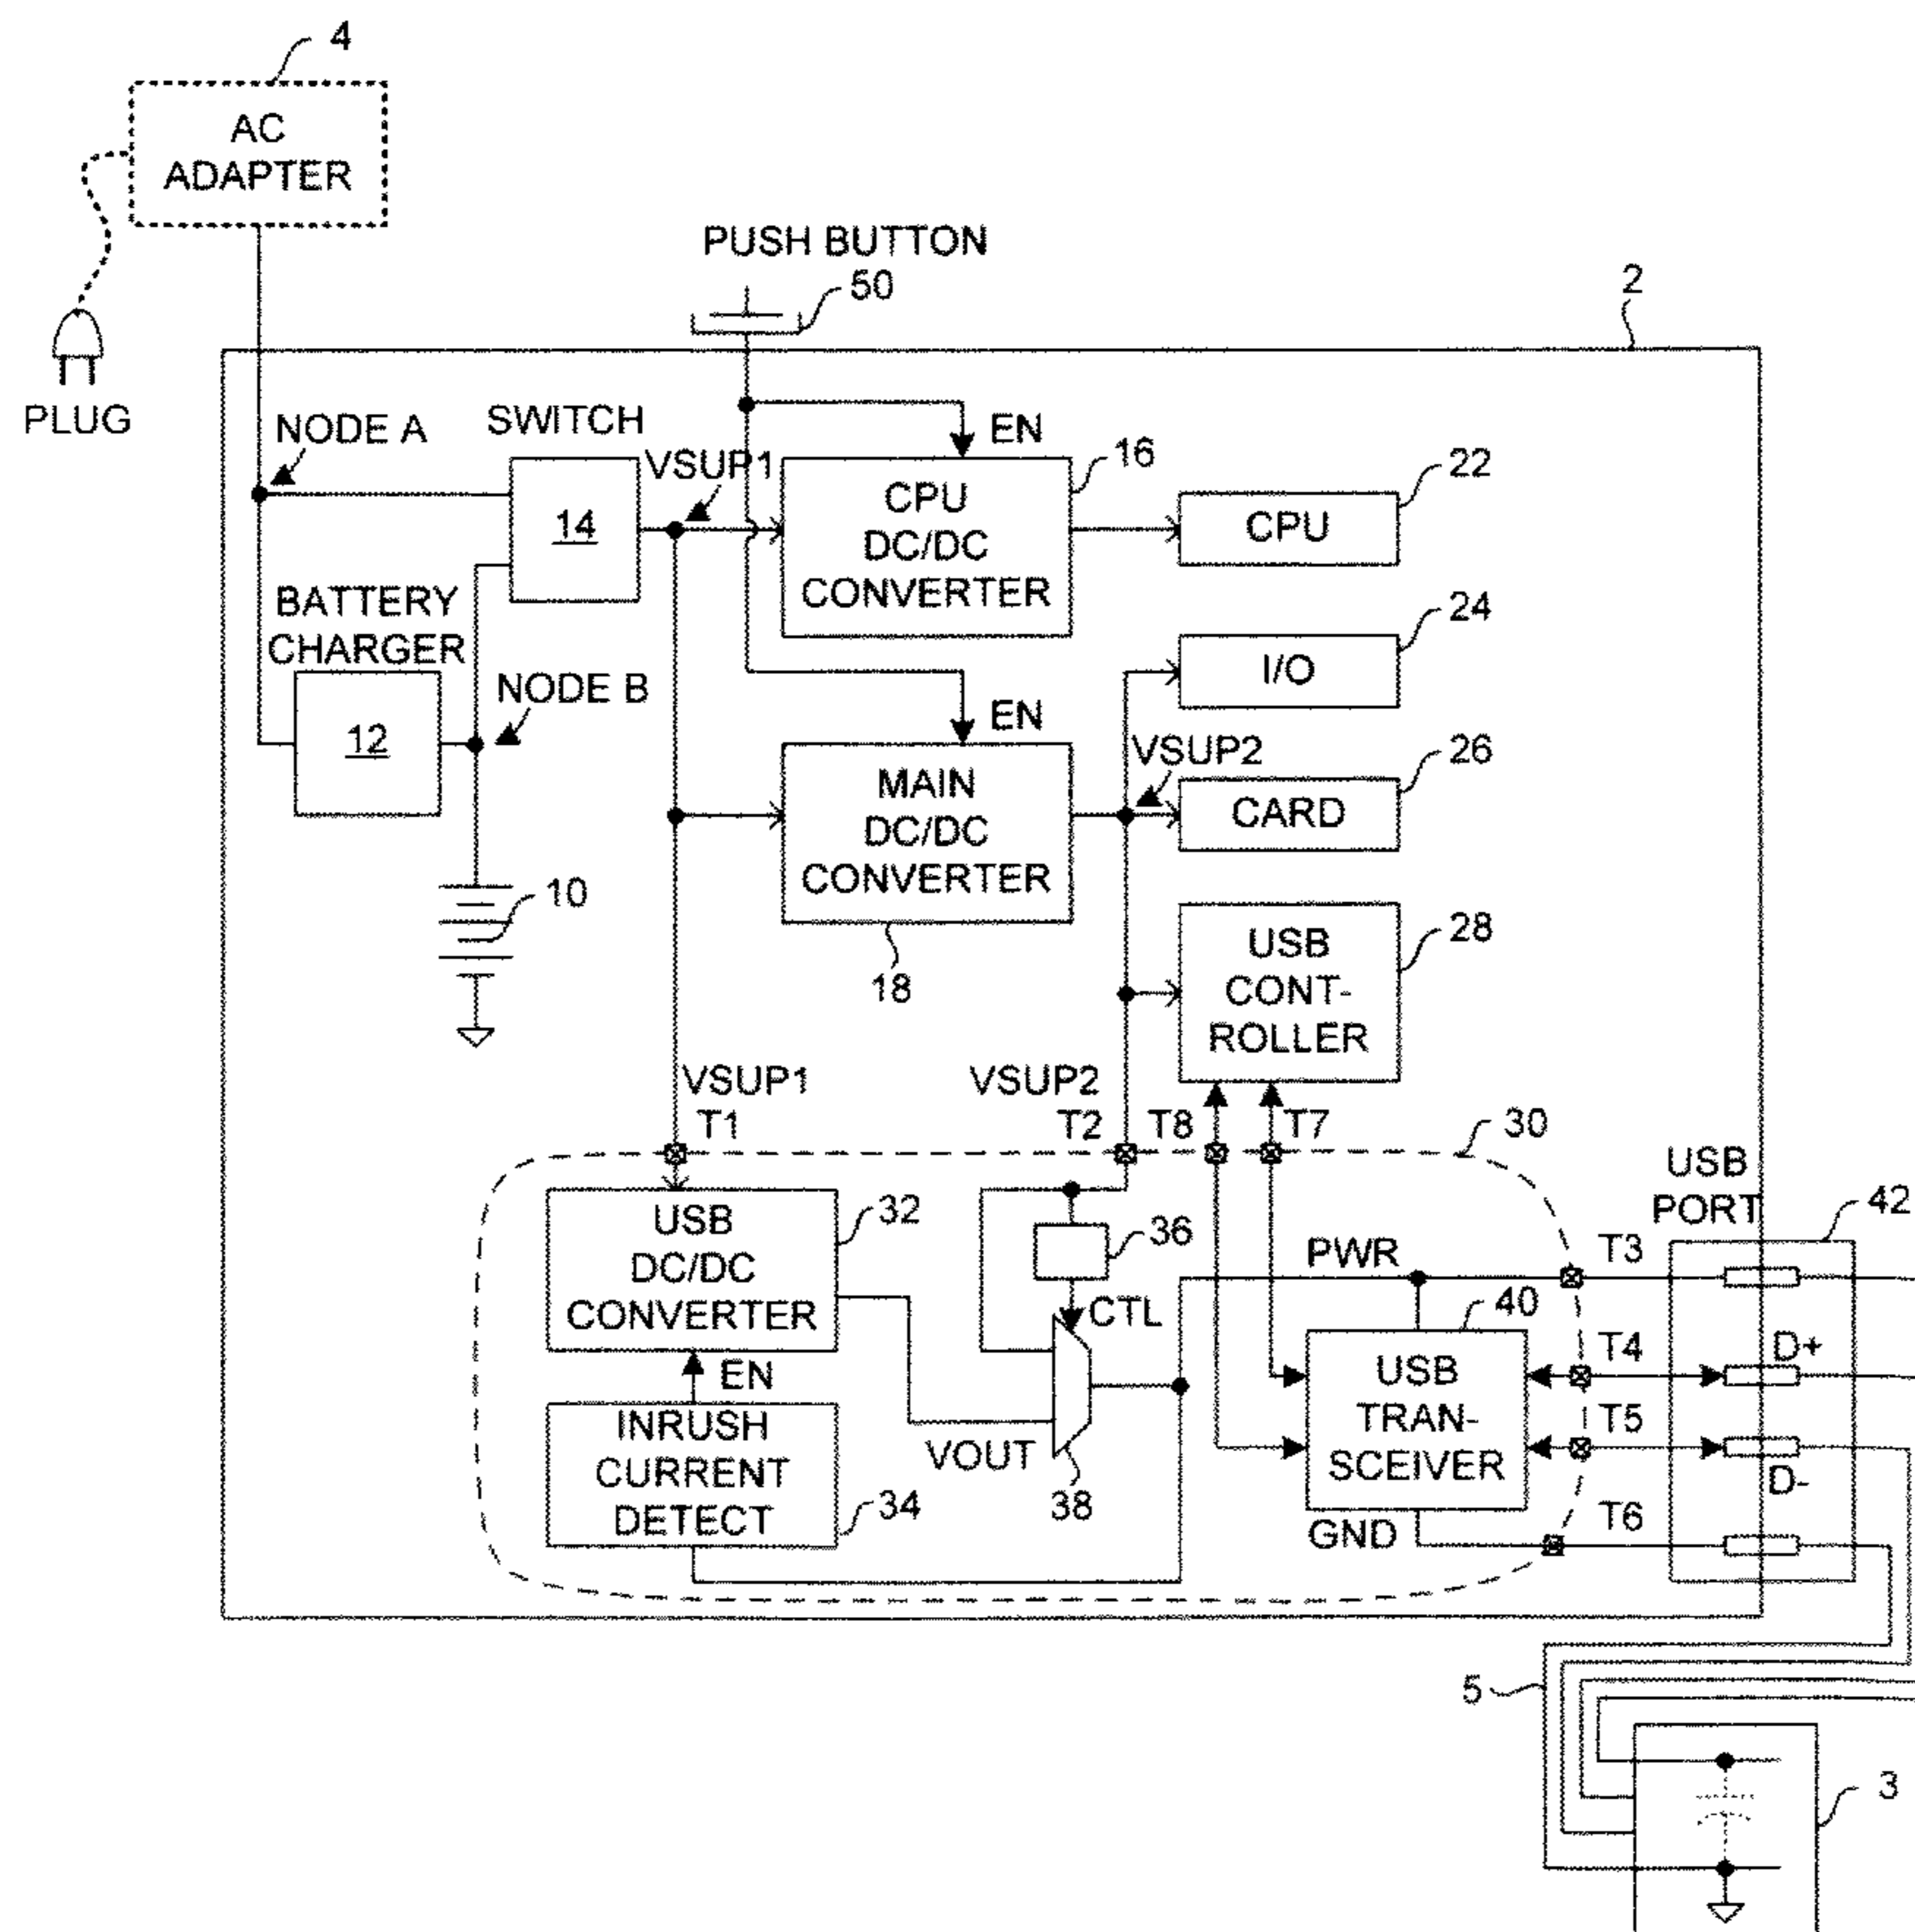 4
AC
ADAPTER
PLUG
PUSH BUTTON
50
2
NODE A
SWITCH
14
VSUP1
EN
CPU
DC/DC
CONVERTER
16
CPU
22
BATTERY
CHARGER
12
NODE B
10
EN
MAIN
DC/DC
CONVERTER
18
I/O
24
VSUP2
CARD
26
USB
CONT-
ROLLER
28
VSUP1
T1
VSUP2
T2
T8
T7
30
USB
PORT
42
USB
DC/DC
CONVERTER
32
36
CTL
PWR
T3
40
EN
INRUSH
CURRENT
DETECT
34
VOUT
38
USB
TRAN-
SCEIVER
GND
T4
D+
T5
D-
T6
5
3